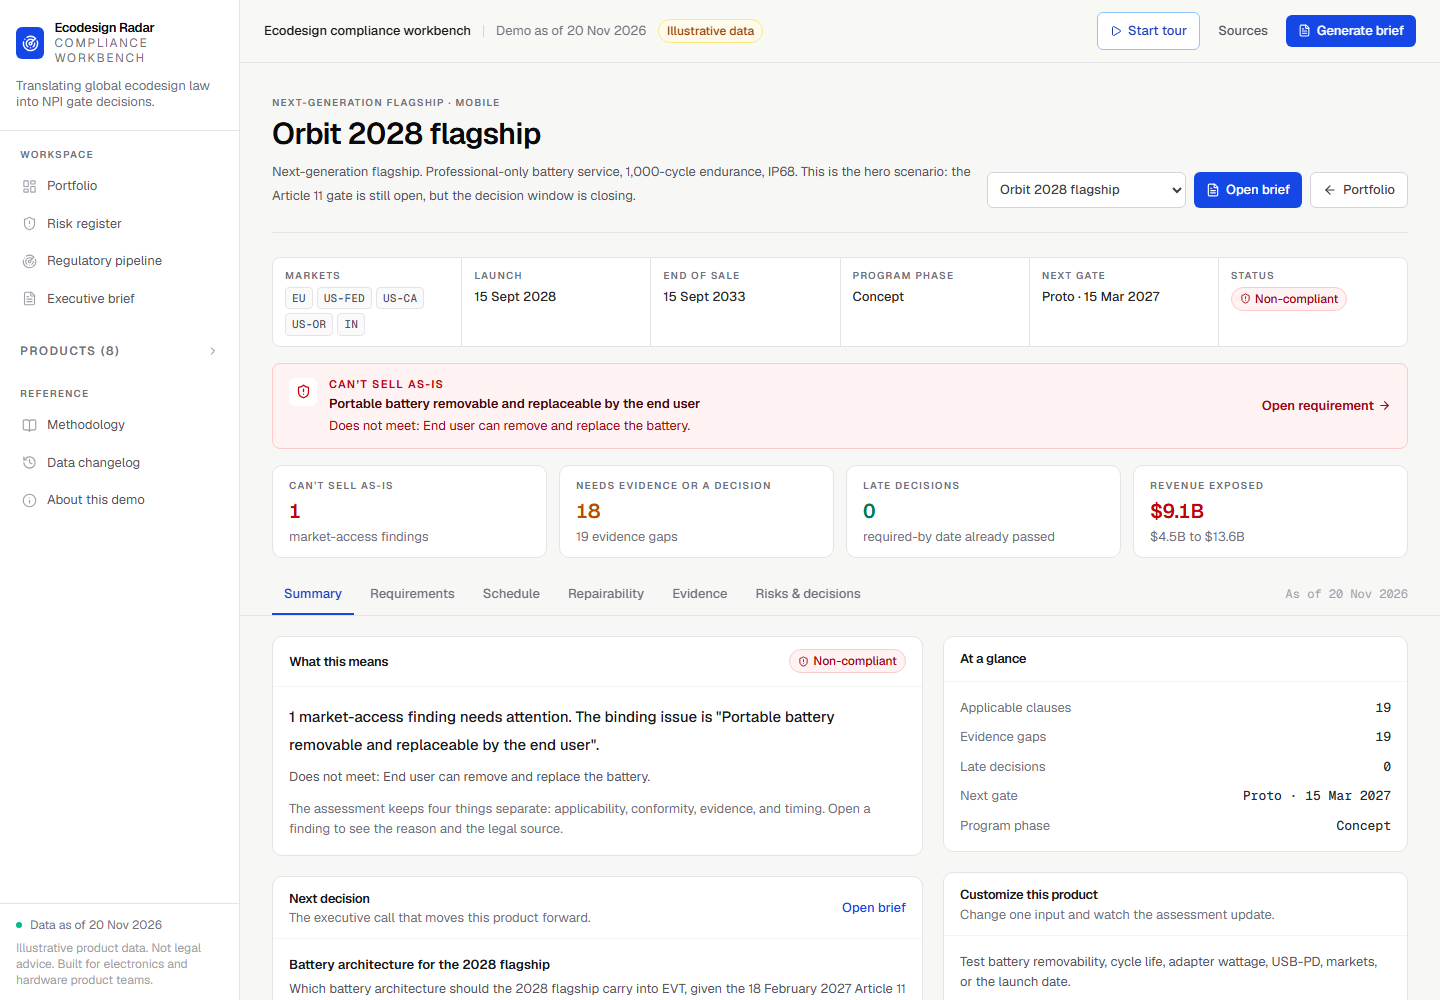 Ecodesign Radar
COMPLIANCE
WORKBENCH
Translating global ecodesign law
into NPI gate decisions.
WORKSPACE
Portfolio
Risk register
Regulatory pipeline
Executive brief
PRODUCTS (8)
REFERENCE
Methodology
Data changelog
About this demo
Data as of 20 Nov 2026
Illustrative product data. Not legal
advice. Built for electronics and
hardware product teams.
Ecodesign compliance workbench
Demo as of 20 Nov 2026
Illustrative data
Start tour
Sources
Generate brief
NEXT-GENERATION FLAGSHIP · MOBILE
Orbit 2028 flagship
Next-generation flagship. Professional-only battery service, 1,000-cycle endurance, IP68. This is the hero scenario: the
Article 11 gate is still open, but the decision window is closing.
Orbit 2028 flagship
Open brief
Portfolio
MARKETS
EU US-FED US-CA
US-OR IN
LAUNCH
15 Sept 2028
END OF SALE
15 Sept 2033
PROGRAM PHASE
Concept
NEXT GATE
Proto · 15 Mar 2027
STATUS
Non-compliant
CAN'T SELL AS-IS
Portable battery removable and replaceable by the end user
Does not meet: End user can remove and replace the battery.
Open requirement →
CAN'T SELL AS-IS
1
market-access findings
NEEDS EVIDENCE OR A DECISION
18
19 evidence gaps
LATE DECISIONS
0
required-by date already passed
REVENUE EXPOSED
$9.1B
$4.5B to $13.6B
Summary
Requirements
Schedule
Repairability
Evidence
Risks & decisions
As of 20 Nov 2026
What this means
Non-compliant
1 market-access finding needs attention. The binding issue is "Portable battery
removable and replaceable by the end user".
Does not meet: End user can remove and replace the battery.
The assessment keeps four things separate: applicability, conformity, evidence, and timing. Open a
finding to see the reason and the legal source.
At a glance
Applicable clauses 19
Evidence gaps 19
Late decisions 0
Next gate Proto · 15 Mar 2027
Program phase Concept
Next decision
The executive call that moves this product forward.
Open brief
Battery architecture for the 2028 flagship
Which battery architecture should the 2028 flagship carry into EVT, given the 18 February 2027 Article 11
Customize this product
Change one input and watch the assessment update.
Test battery removability, cycle life, adapter wattage, USB-PD, markets,
or the launch date.